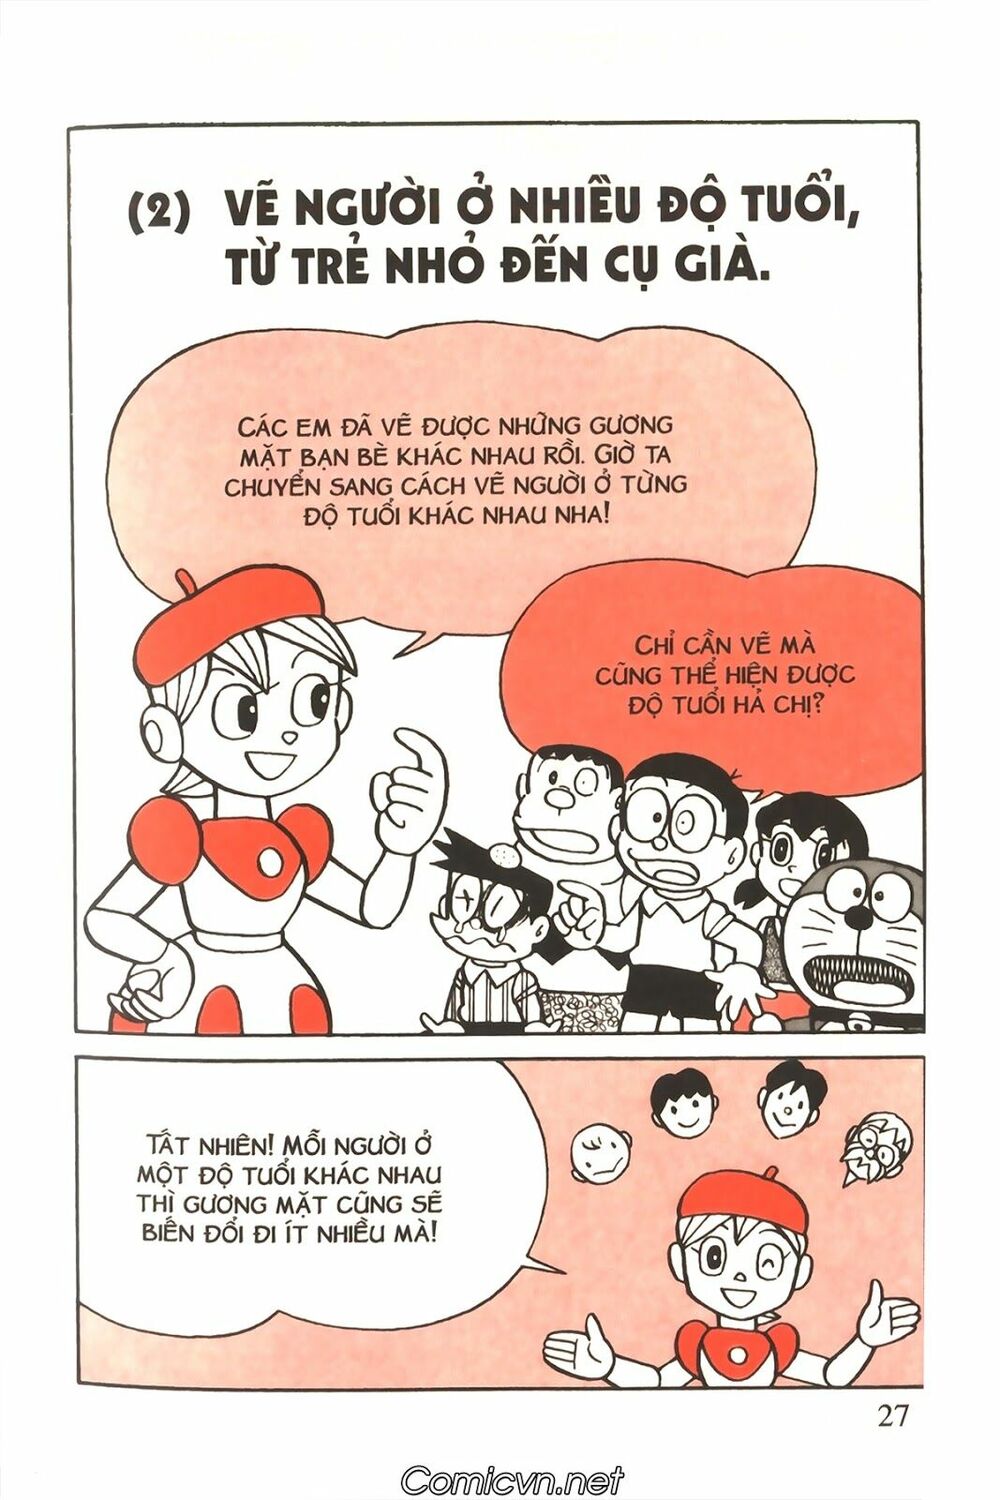 (2) VẼ NGƯỜI Ở NHIỀU ĐỘ TUỔI,
TỪ TRẺ NHỎ ĐẾN CỤ GIÀ.
CÁC EM ĐÃ VẼ ĐƯỢC NHỮNG GƯƠNG
MẶT BẠN BÈ KHÁC NHAU RỒI. GIỜ TA
CHUYỂN SANG CÁCH VẼ NGƯỜI Ở TỪNG
ĐỘ TUỔI KHÁC NHAU NHA!
CHỈ CẦN VẼ MÀ
CŨNG THỂ HIỆN ĐƯỢC
ĐỘ TUỔI HẢ CHỊ?
TẤT NHIÊN! MỖI NGƯỜI Ở
MỘT ĐỘ TUỔI KHÁC NHAU
THÌ GƯƠNG MẶT CŨNG SẼ
BIẾN ĐỔI ĐI ÍT NHIỀU MÀ!
27
Comicvn.net